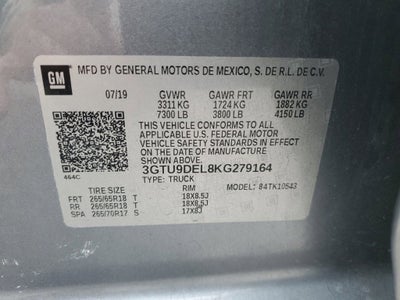 GM
MFD BY GENERAL MOTORS DE MEXICO, S. DE R.L. DE C.V.
07/19 GVWR GAWR FRT GAWR RR
3311 KG 1724 KG 1882 KG
7300 LB 3800 LB 4150 LB
THIS VEHICLE CONFORMS TO ALL
APPLICABLE U.S. FEDERAL MOTOR
VEHICLE SAFETY STANDARDS IN
EFFECT ON THE DATE OF
MANUFACTURE SHOWN ABOVE.
464C 3GTU9DEL8KG279164
TYPE: TRUCK MODEL: 84TK10543
TIRE SIZE RIM
FRT 265/65R18 T 18X8.5J
RR 265/65R18 T 18X8.5J
SPA 265/70R17 S 17X8J